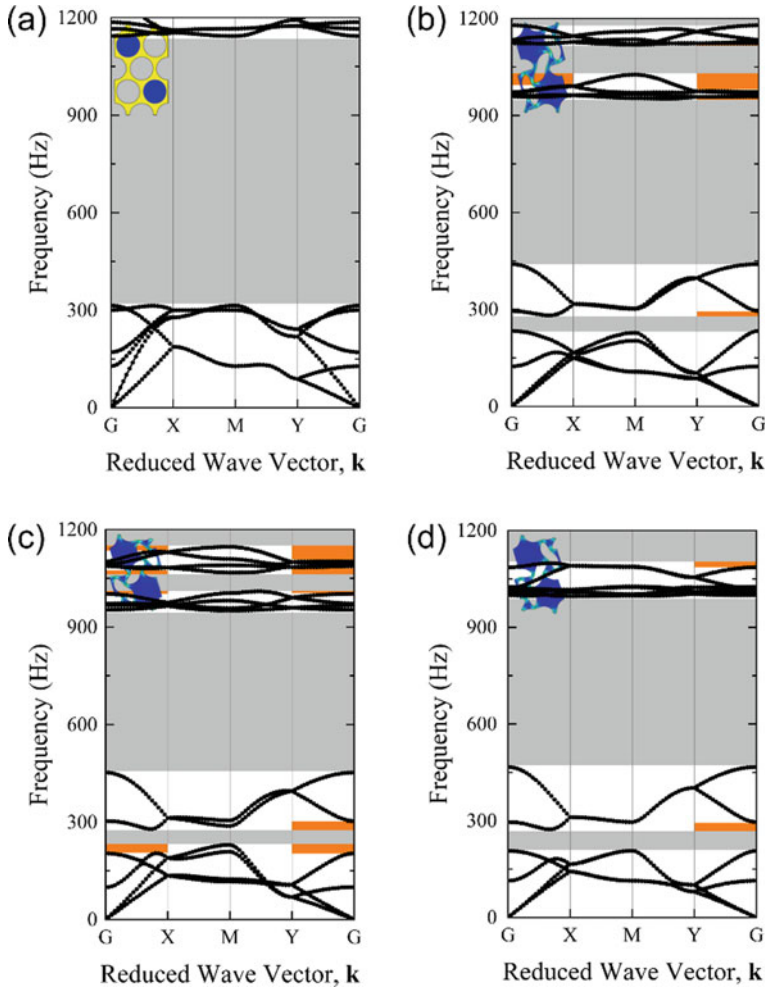 (a)
1200
900
600
300
0
Frequency (Hz)
G X M Y G
Reduced Wave Vector, k
(b)
1200
900
600
300
0
Frequency (Hz)
G X M Y G
Reduced Wave Vector, k
(c)
1200
900
600
300
0
Frequency (Hz)
G X M Y G
Reduced Wave Vector, k
(d)
1200
900
600
300
0
Frequency (Hz)
G X M Y G
Reduced Wave Vector, k